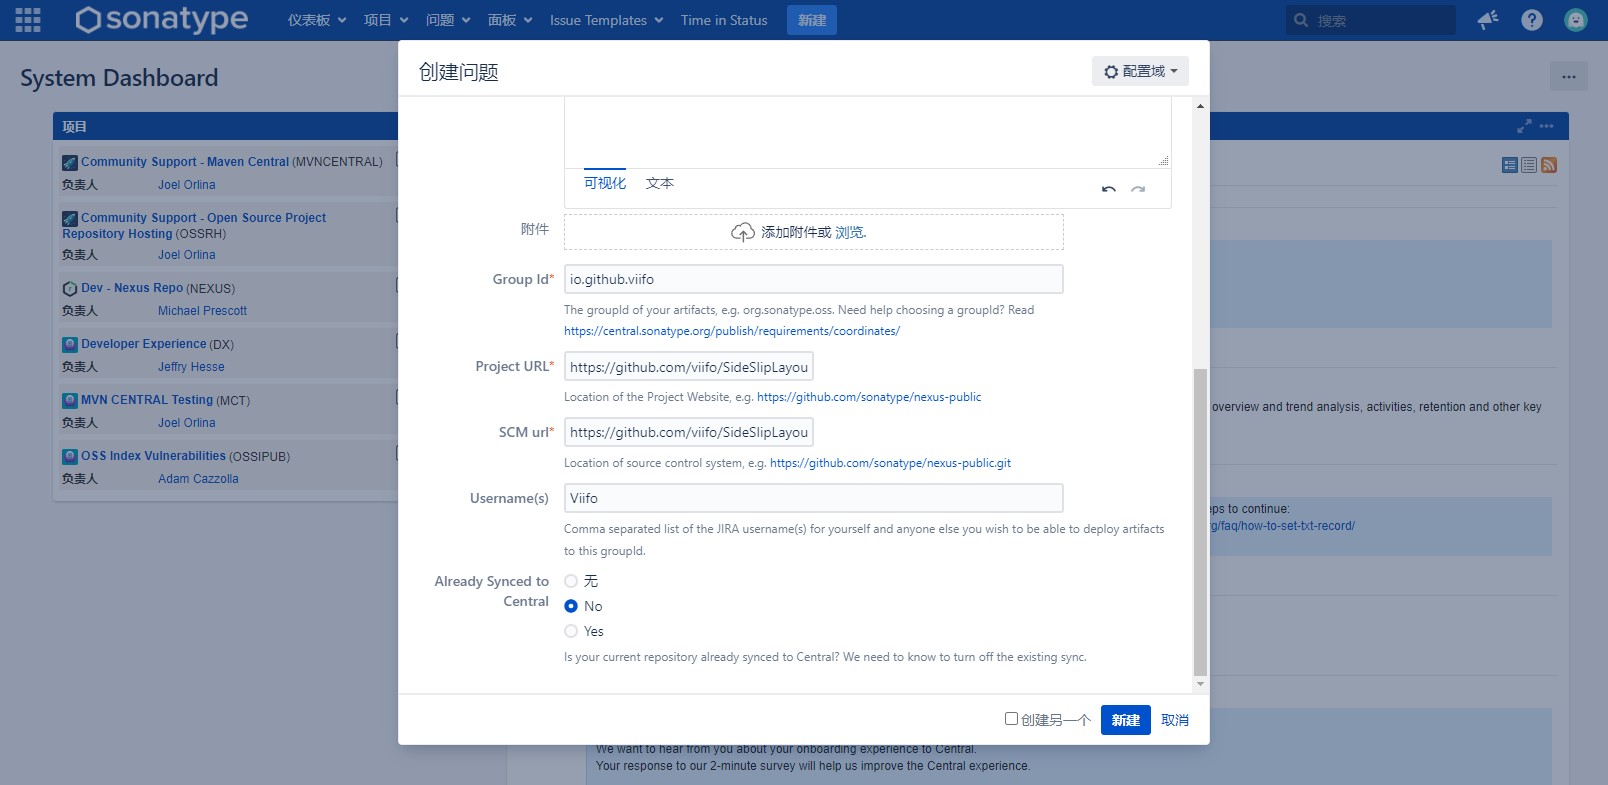 sonatype
仪表板 项目 问题 面板 Issue Templates Time in Status 新建 搜索
System Dashboard
项目
Community Support - Maven Central (MVNCENTRAL)
负责人 Joel Orlina
Community Support - Open Source Project
Repository Hosting (OSSRH)
负责人 Joel Orlina
Dev - Nexus Repo (NEXUS)
负责人 Michael Prescott
Developer Experience (DX)
负责人 Jeffry Hesse
MVN CENTRAL Testing (MCT)
负责人 Joel Orlina
OSS Index Vulnerabilities (OSSIPUB)
负责人 Adam Cazzolla
创建问题
配置域
可视化 文本
附件
添加附件或 浏览.
Group Id*
io.github.viifo
The groupId of your artifacts, e.g. org.sonatype.oss. Need help choosing a groupId? Read
https://central.sonatype.org/publish/requirements/coordinates/
Project URL*
https://github.com/viifo/SideSlipLayou
Location of the Project Website, e.g. https://github.com/sonatype/nexus-public
SCM url*
https://github.com/viifo/SideSlipLayou
Location of source control system, e.g. https://github.com/sonatype/nexus-public.git
Username(s)
Viifo
Comma separated list of the JIRA username(s) for yourself and anyone else you wish to be able to deploy artifacts
to this groupId.
Already Synced to
Central
无
No
Yes
Is your current repository already synced to Central? We need to know to turn off the existing sync.
创建另一个 新建 取消
overview and trend analysis, activities, retention and other key
eps to continue:
rg/faq/how-to-set-txt-record/
We want to hear from you about your onboarding experience to Central.
Your response to our 2-minute survey will help us improve the Central experience.